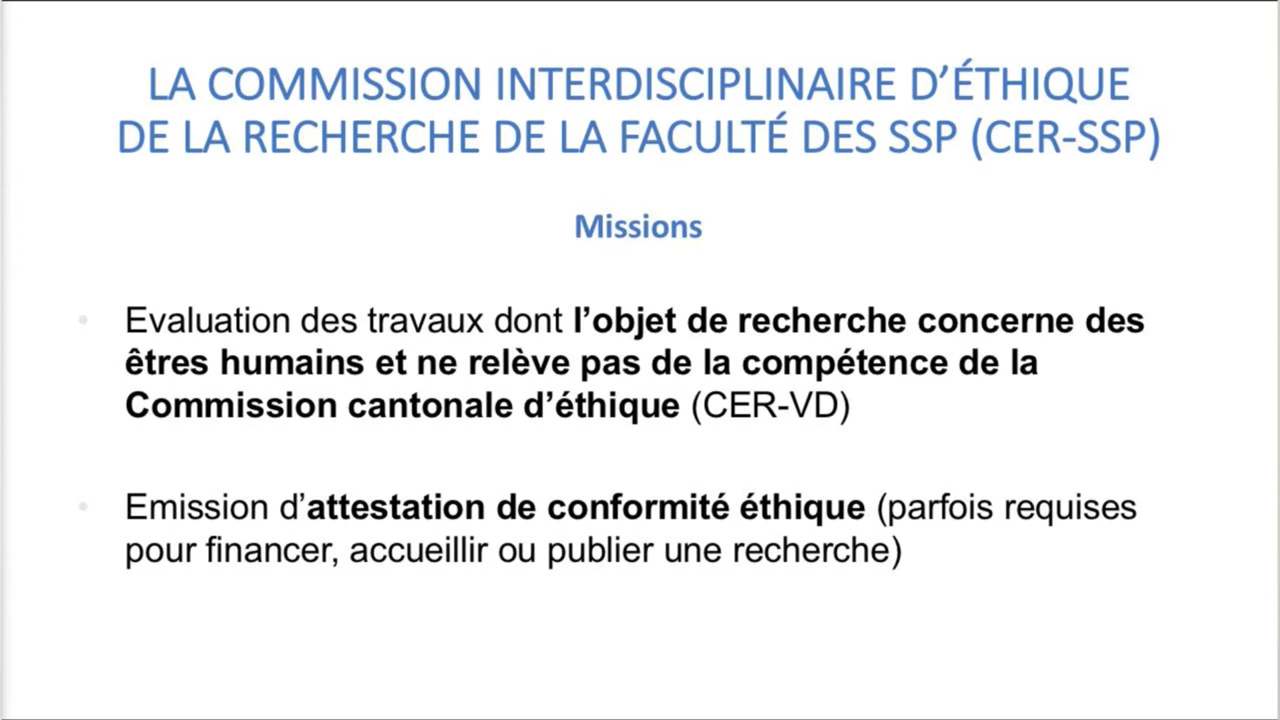 LA COMMISSION INTERDISCIPLINAIRE D’ÉTHIQUE
DE LA RECHERCHE DE LA FACULTÉ DES SSP (CER-SSP)
Missions
• Evaluation des travaux dont l’objet de recherche concerne des
êtres humains et ne relève pas de la compétence de la
Commission cantonale d’éthique (CER-VD)
• Emission d’attestation de conformité éthique (parfois requises
pour financer, accueillir ou publier une recherche)